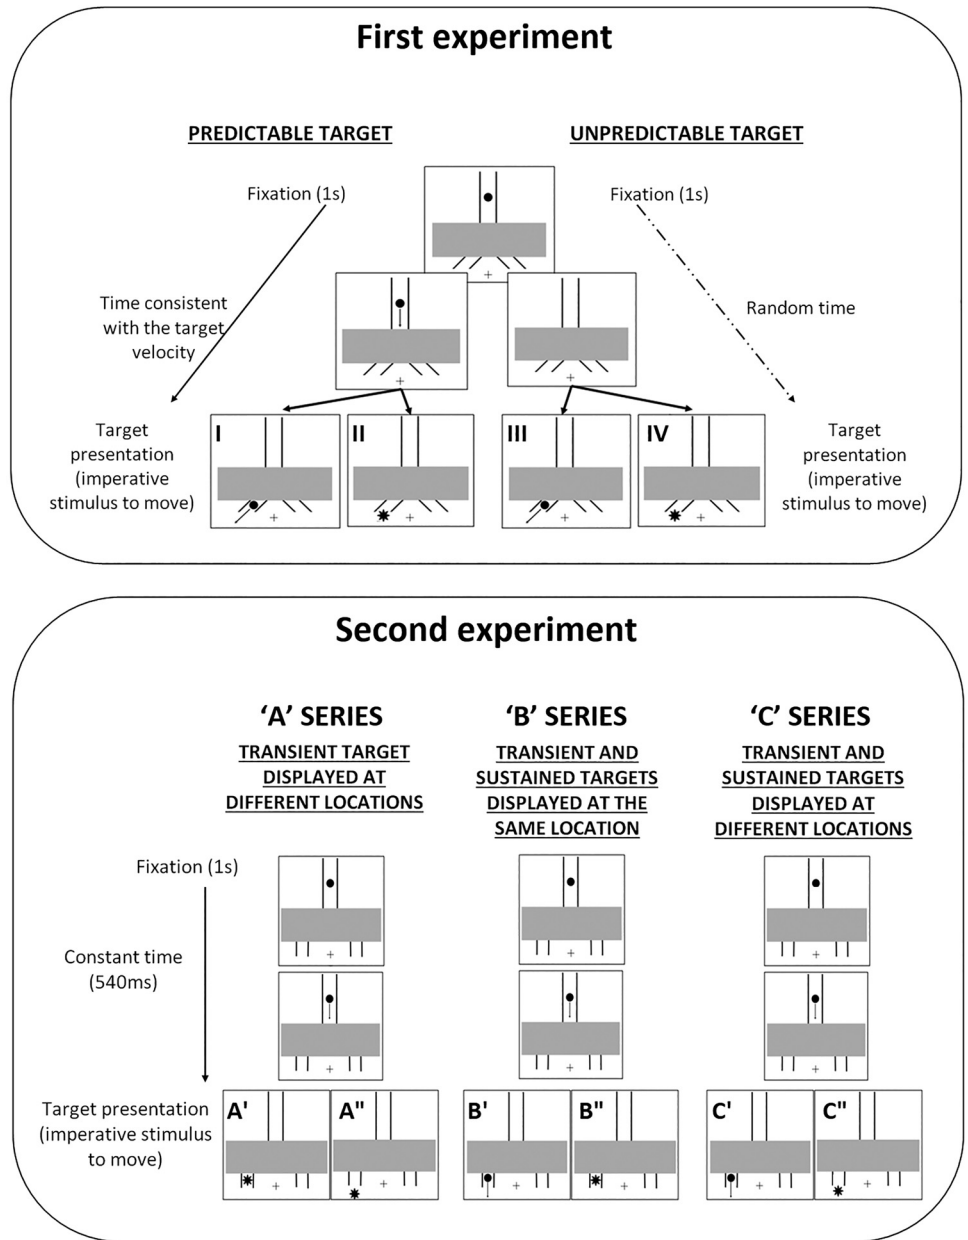 First experiment
PREDICTABLE TARGET
UNPREDICTABLE TARGET
Fixation (1s)
Fixation (1s)
Time consistent
with the target
velocity
Random time
Target
presentation
(imperative
stimulus to move)
I
II
III
IV
Target
presentation
(imperative
stimulus to move)
Second experiment
'A' SERIES
TRANSIENT TARGET
DISPLAYED AT
DIFFERENT LOCATIONS
'B' SERIES
TRANSIENT AND
SUSTAINED TARGETS
DISPLAYED AT THE
SAME LOCATION
'C' SERIES
TRANSIENT AND
SUSTAINED TARGETS
DISPLAYED AT
DIFFERENT LOCATIONS
Fixation (1s)
Constant time
(540ms)
Target presentation
(imperative stimulus
to move)
A'
A"
B'
B"
C'
C"